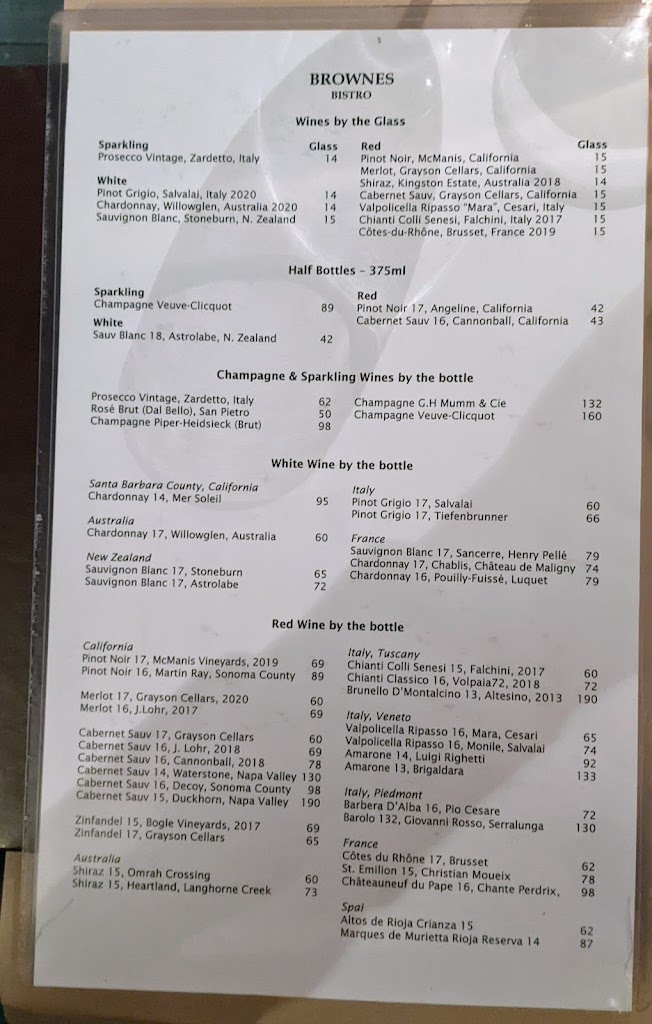 BROWNES
BISTRO
Wines by the Glass
Sparkling Glass
Prosecco Vintage, Zardetto, Italy 14
White
Pinot Grigio, Salvalai, Italy 2020 14
Chardonnay, Willowglen, Australia 2020 14
Sauvignon Blanc, Stoneburn, N. Zealand 15
Red Glass
Pinot Noir, McManis, California 15
Merlot, Grayson Cellars, California 15
Shiraz, Kingston Estate, Australia 2018 14
Cabernet Sauv, Grayson Cellars, California 15
Valpolicella Ripasso "Mara", Cesari, Italy 15
Chianti Colli Senesi, Falchini, Italy 2017 15
Côtes-du-Rhône, Brusset, France 2019 15
Half Bottles - 375ml
Sparkling
Champagne Veuve-Clicquot 89
White
Sauv Blanc 18, Astrolabe, N. Zealand 42
Red
Pinot Noir 17, Angeline, California 42
Cabernet Sauv 16, Cannonball, California 43
Champagne & Sparkling Wines by the bottle
Prosecco Vintage, Zardetto, Italy 62
Rosé Brut (Dal Bello), San Pietro 50
Champagne Piper-Heidsieck (Brut) 98
Champagne G.H Mumm & Cie 132
Champagne Veuve-Clicquot 160
White Wine by the bottle
Santa Barbara County, California
Chardonnay 14, Mer Soleil 95
Australia
Chardonnay 17, Willowglen, Australia 60
New Zealand
Sauvignon Blanc 17, Stoneburn 65
Sauvignon Blanc 17, Astrolabe 72
Italy
Pinot Grigio 17, Salvalai 60
Pinot Grigio 17, Tiefenbrunner 66
France
Sauvignon Blanc 17, Sancerre, Henry Pellé 79
Chardonnay 17, Chablis, Château de Maligny 74
Chardonnay 16, Pouilly-Fuissé, Luquet 79
Red Wine by the bottle
California
Pinot Noir 17, McManis Vineyards, 2019 69
Pinot Noir 16, Martin Ray, Sonoma County 89
Merlot 17, Grayson Cellars, 2020 60
Merlot 16, J.Lohr, 2017 69
Cabernet Sauv 17, Grayson Cellars 60
Cabernet Sauv 16, J. Lohr, 2018 69
Cabernet Sauv 16, Cannonball, 2018 78
Cabernet Sauv 14, Waterstone, Napa Valley 130
Cabernet Sauv 16, Decoy, Sonoma County 98
Cabernet Sauv 15, Duckhorn, Napa Valley 190
Zinfandel 15, Bogle Vineyards, 2017 69
Zinfandel 17, Grayson Cellars 65
Australia
Shiraz 15, Omrah Crossing 60
Shiraz 15, Heartland, Langhorne Creek 73
Italy, Tuscany
Chianti Colli Senesi 15, Falchini, 2017 60
Chianti Classico 16, Volpaia72, 2018 72
Brunello D'Montalcino 13, Altesino, 2013 190
Italy, Veneto
Valpolicella Ripasso 16, Mara, Cesari 65
Valpolicella Ripasso 16, Monile, Salvalai 74
Amarone 14, Luigi Righetti 92
Amarone 13, Brigaldara 133
Italy, Piedmont
Barbera D'Alba 16, Pio Cesare 72
Barolo 132, Giovanni Rosso, Serralunga 130
France
Côtes du Rhône 17, Brusset 62
St. Emilion 15, Christian Moueix 78
Châteauneuf du Pape 16, Chante Perdrix, 98
Spai
Altos de Rioja Crianza 15 62
Marques de Murietta Rioja Reserva 14 87